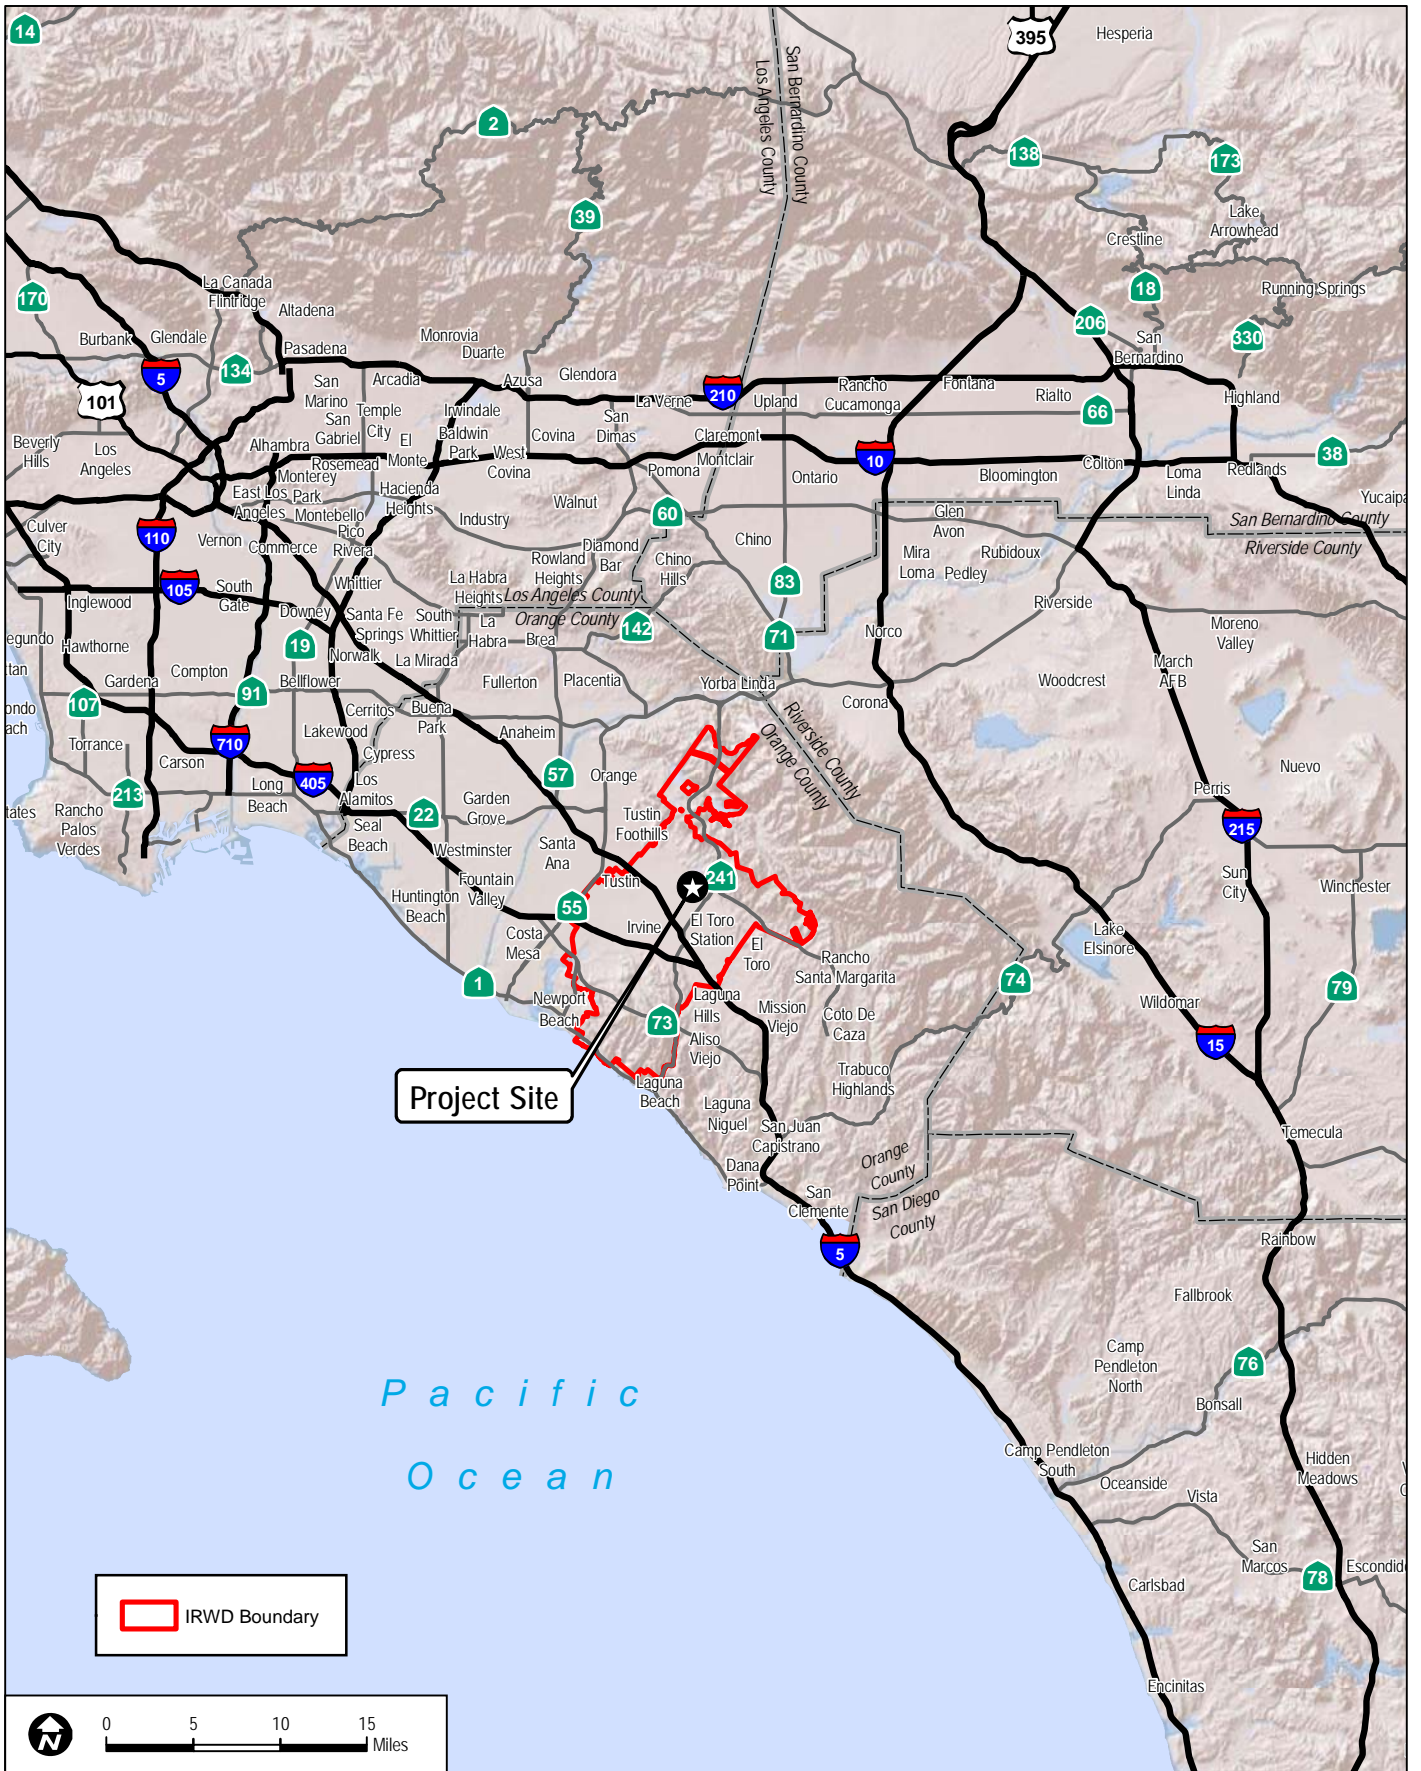 14
395
Hesperia
San Bernardino County
Los Angeles County
2
138
173
39
Lake
Arrowhead
Crestline
La Canada
Flintridge
170
Altadena
18
Running Springs
Burbank
Glendale
Monrovia
Duarte
206
San
Bernardino
330
Pasadena
5
134
101
San
Marino
Arcadia
Azusa
Glendora
La Verne
210
Upland
Rancho
Cucamonga
Fontana
Rialto
66
Highland
Temple
City
San
Gabriel
Irwindale
Baldwin
Park
San
Dimas
Beverly
Hills
Los
Angeles
Alhambra
El
Monte
West
Covina
Covina
Claremont
Montclair
Pomona
10
38
Rosemead
Monterey
Park
Ontario
Bloomington
Colton
Loma
Linda
Redlands
East Los
Angeles
Montebello
Hacienda
Heights
Walnut
60
Yucaipa
San Bernardino County
Riverside County
Culver
City
110
Vernon
Commerce
Pico
Rivera
Industry
Rowland
Heights
Diamond
Bar
Chino
Hills
Chino
Glen
Avon
Mira
Loma
Pedley
Rubidoux
105
Inglewood
South
Gate
Whittier
La Habra
Heights
Los Angeles County
Orange County
83
Riverside
Downey
Santa Fe
Springs
South
Whittier
La
Habra
Brea
142
71
Norco
Moreno
Valley
egundo
Hawthorne
19
Norwalk
La Mirada
March
AFB
ttan
Gardena
Compton
91
Bellflower
Fullerton
Placentia
Yorba Linda
Woodcrest
107
ondo
ach
Cerritos
Buena
Park
Corona
Torrance
710
Lakewood
Cypress
Anaheim
Riverside County
Orange County
Carson
405
Los
Alamitos
57
Orange
Nuevo
213
Long
Beach
Perris
tates
Rancho
Palos
Verdes
22
Garden
Grove
Tustin
Foothills
215
Seal
Beach
Westminster
Santa
Ana
Fountain
Valley
Tustin
241
Sun
City
Winchester
Huntington
Beach
55
Costa
Mesa
Irvine
El Toro
Station
El
Toro
Lake
Elsinore
Rancho
Santa Margarita
1
74
79
Newport
Beach
73
Laguna
Hills
Mission
Viejo
Coto De
Caza
Wildomar
Aliso
Viejo
15
Project Site
Laguna
Beach
Trabuco
Highlands
Laguna
Niguel
San Juan
Capistrano
Temecula
Dana
Point
Orange
County
San
Clemente
San Diego
County
5
Rainbow
Fallbrook
Camp
Pendleton
North
76
Bonsall
Pacific
Ocean
Camp Pendleton
South
Hidden
Meadows
Oceanside
Vista
San
Marcos
78
Escondido
Carlsbad
IRWD Boundary
Encinitas
N
0 5 10 15
Miles